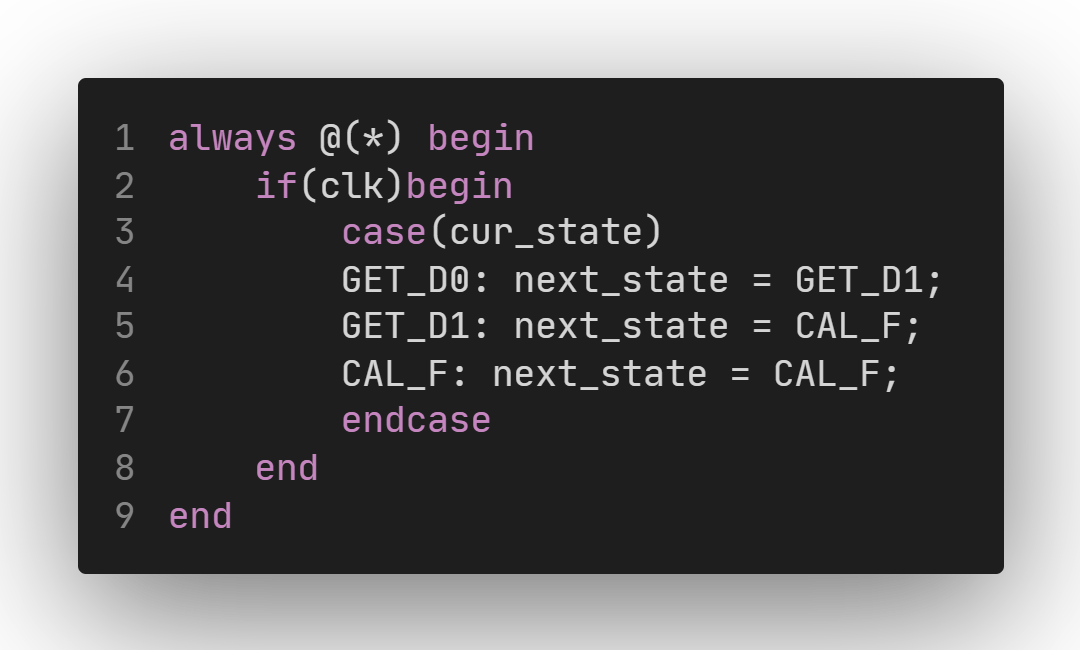 1 always @(*) begin
2     if(clk)begin
3         case(cur_state)
4         GET_D0: next_state = GET_D1;
5         GET_D1: next_state = CAL_F;
6         CAL_F: next_state = CAL_F;
7         endcase
8     end
9 end